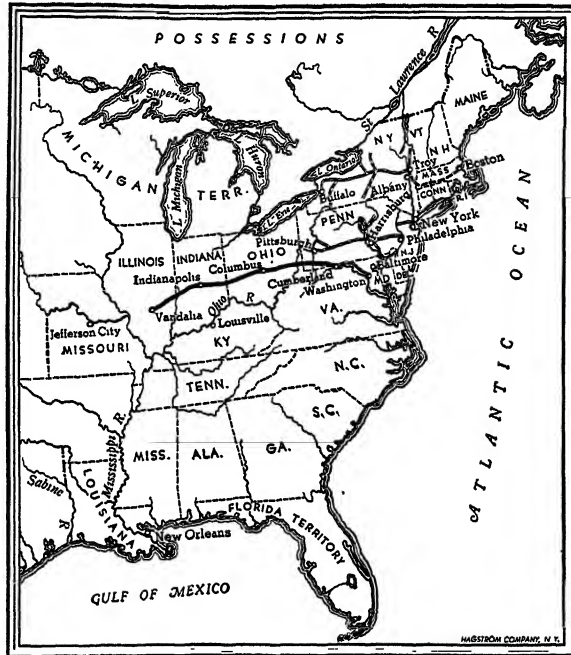 POSSESSIONS
St. Lawrence R
L. Superior
MAINE
MICHIGAN TERR.
L. Huron
L. Michigan
N Y
VT
N H
L. Ontario
Troy
Boston
MASS
Buffalo
Albany
CONN
R.I.
L. Erie
PENN
Harrisburg
New York
Pittsburgh
Philadelphia
ILLINOIS
INDIANA
OHIO
N.J.
Indianapolis
Columbus
Cumberland
Baltimore
Washington
MD
DEL
Vandalia
Ohio R
VA.
Louisville
Jefferson City
MISSOURI
KY
TENN.
N.C.
S.C.
Mississippi R.
MISS.
ALA.
GA.
Sabine R
LOUISIANA
FLORIDA TERRITORY
New Orleans
GULF OF MEXICO
ATLANTIC OCEAN
HAGSTROM COMPANY, N Y.